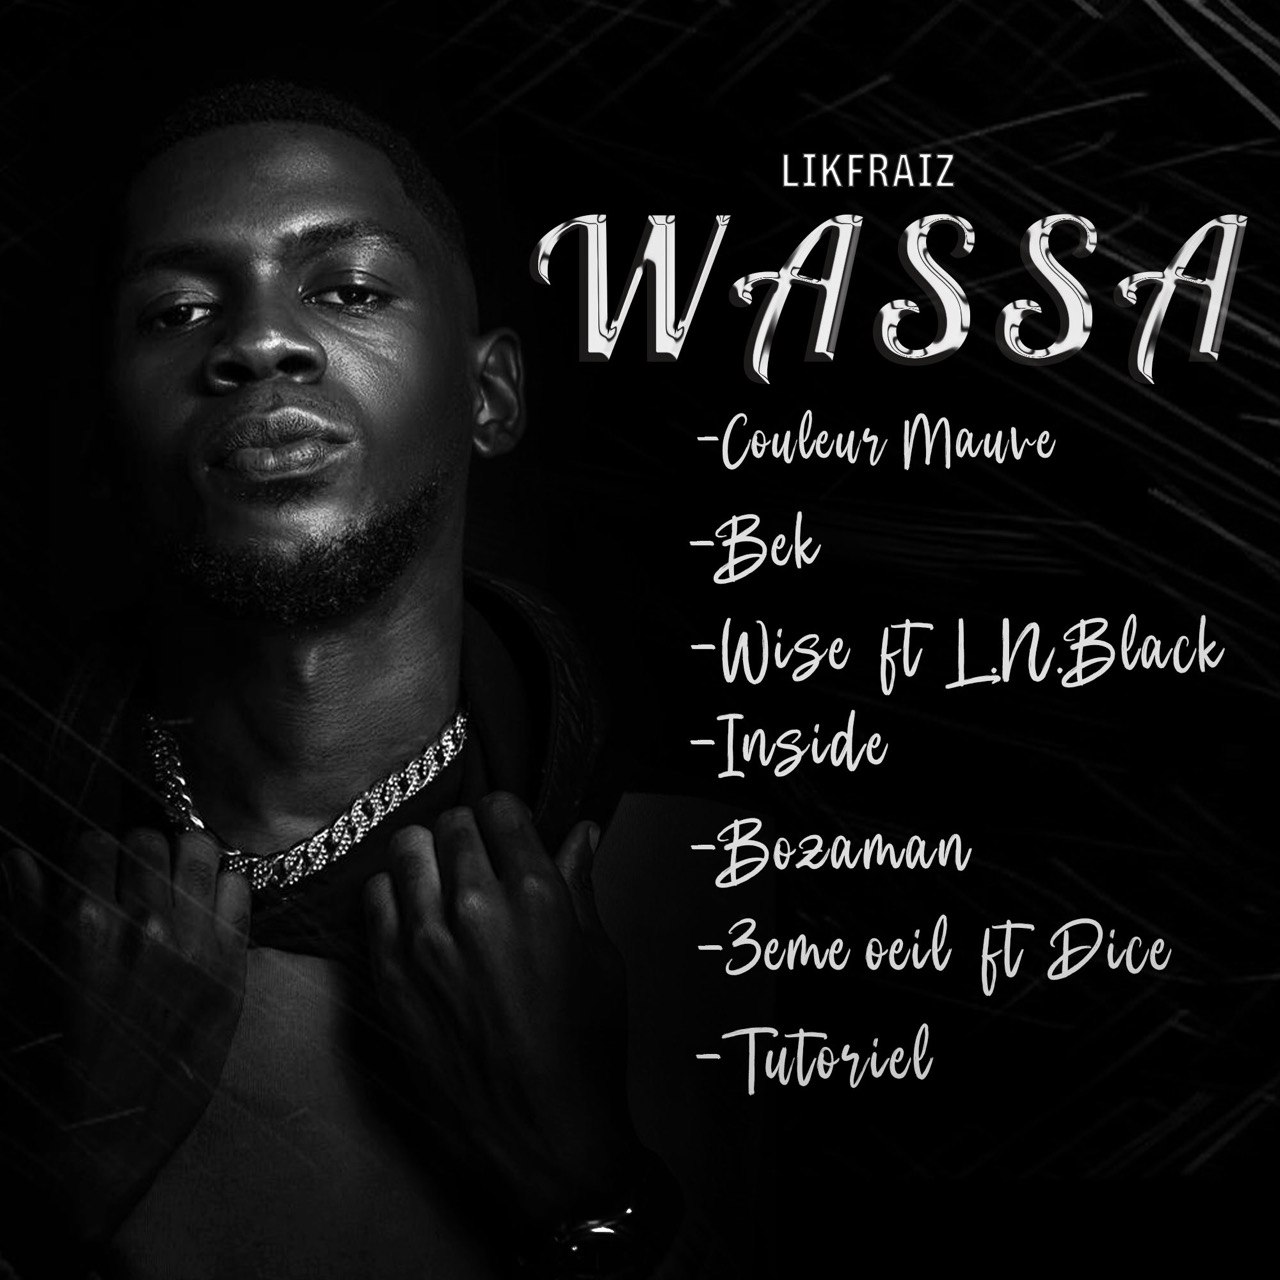 LIKFRAIZ
WASSA
-Couleur Mauve
-Bek
-Wise ft L.N.Black
-Inside
-Bozaman
-3eme oeil ft Dice
-Tutoriel